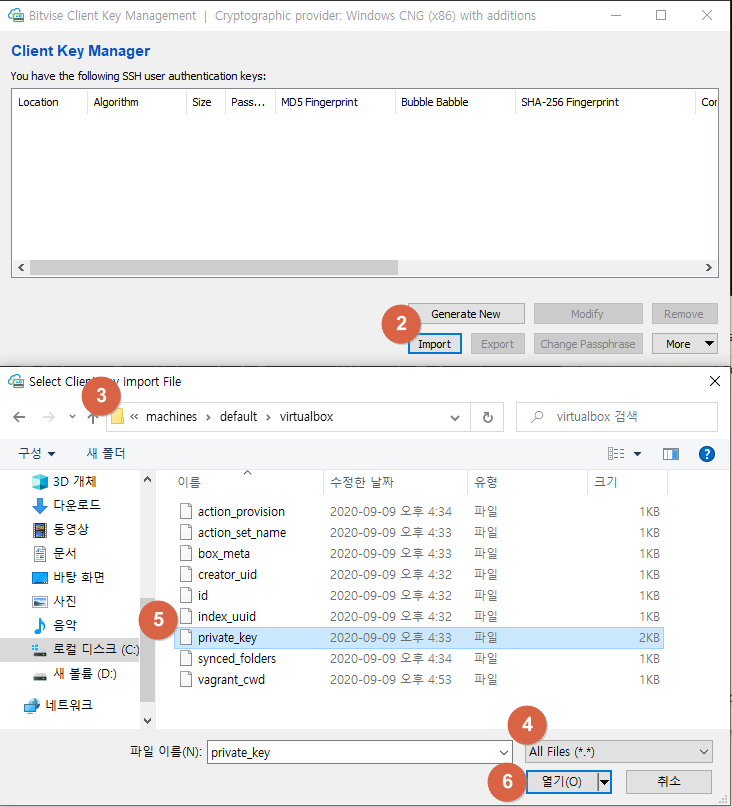 Bitvise Client Key Management | Cryptographic provider: Windows CNG (x86) with additions
Client Key Manager
You have the following SSH user authentication keys:
Location Algorithm Size Pass... MD5 Fingerprint Bubble Babble SHA-256 Fingerprint Cor
2
Generate New Modify Remove
Import Export Change Passphrase More
Select Client Key Import File
3
« machines › default › virtualbox virtualbox 검색
구성 새 폴더
이름 수정한 날짜 유형 크기
3D 개체
다운로드
동영상
문서
바탕 화면
사진
음악
로컬 디스크 (C:)
새 볼륨 (D:)
네트워크
action_provision 2020-09-09 오후 4:34 파일 1KB
action_set_name 2020-09-09 오후 4:33 파일 1KB
box_meta 2020-09-09 오후 4:33 파일 1KB
creator_uid 2020-09-09 오후 4:32 파일 1KB
id 2020-09-09 오후 4:32 파일 1KB
index_uuid 2020-09-09 오후 4:32 파일 1KB
5
private_key 2020-09-09 오후 4:33 파일 2KB
synced_folders 2020-09-09 오후 4:34 파일 1KB
vagrant_cwd 2020-09-09 오후 4:53 파일 1KB
4
파일 이름(N): private_key All Files (*.*)
6
열기(O) 취소